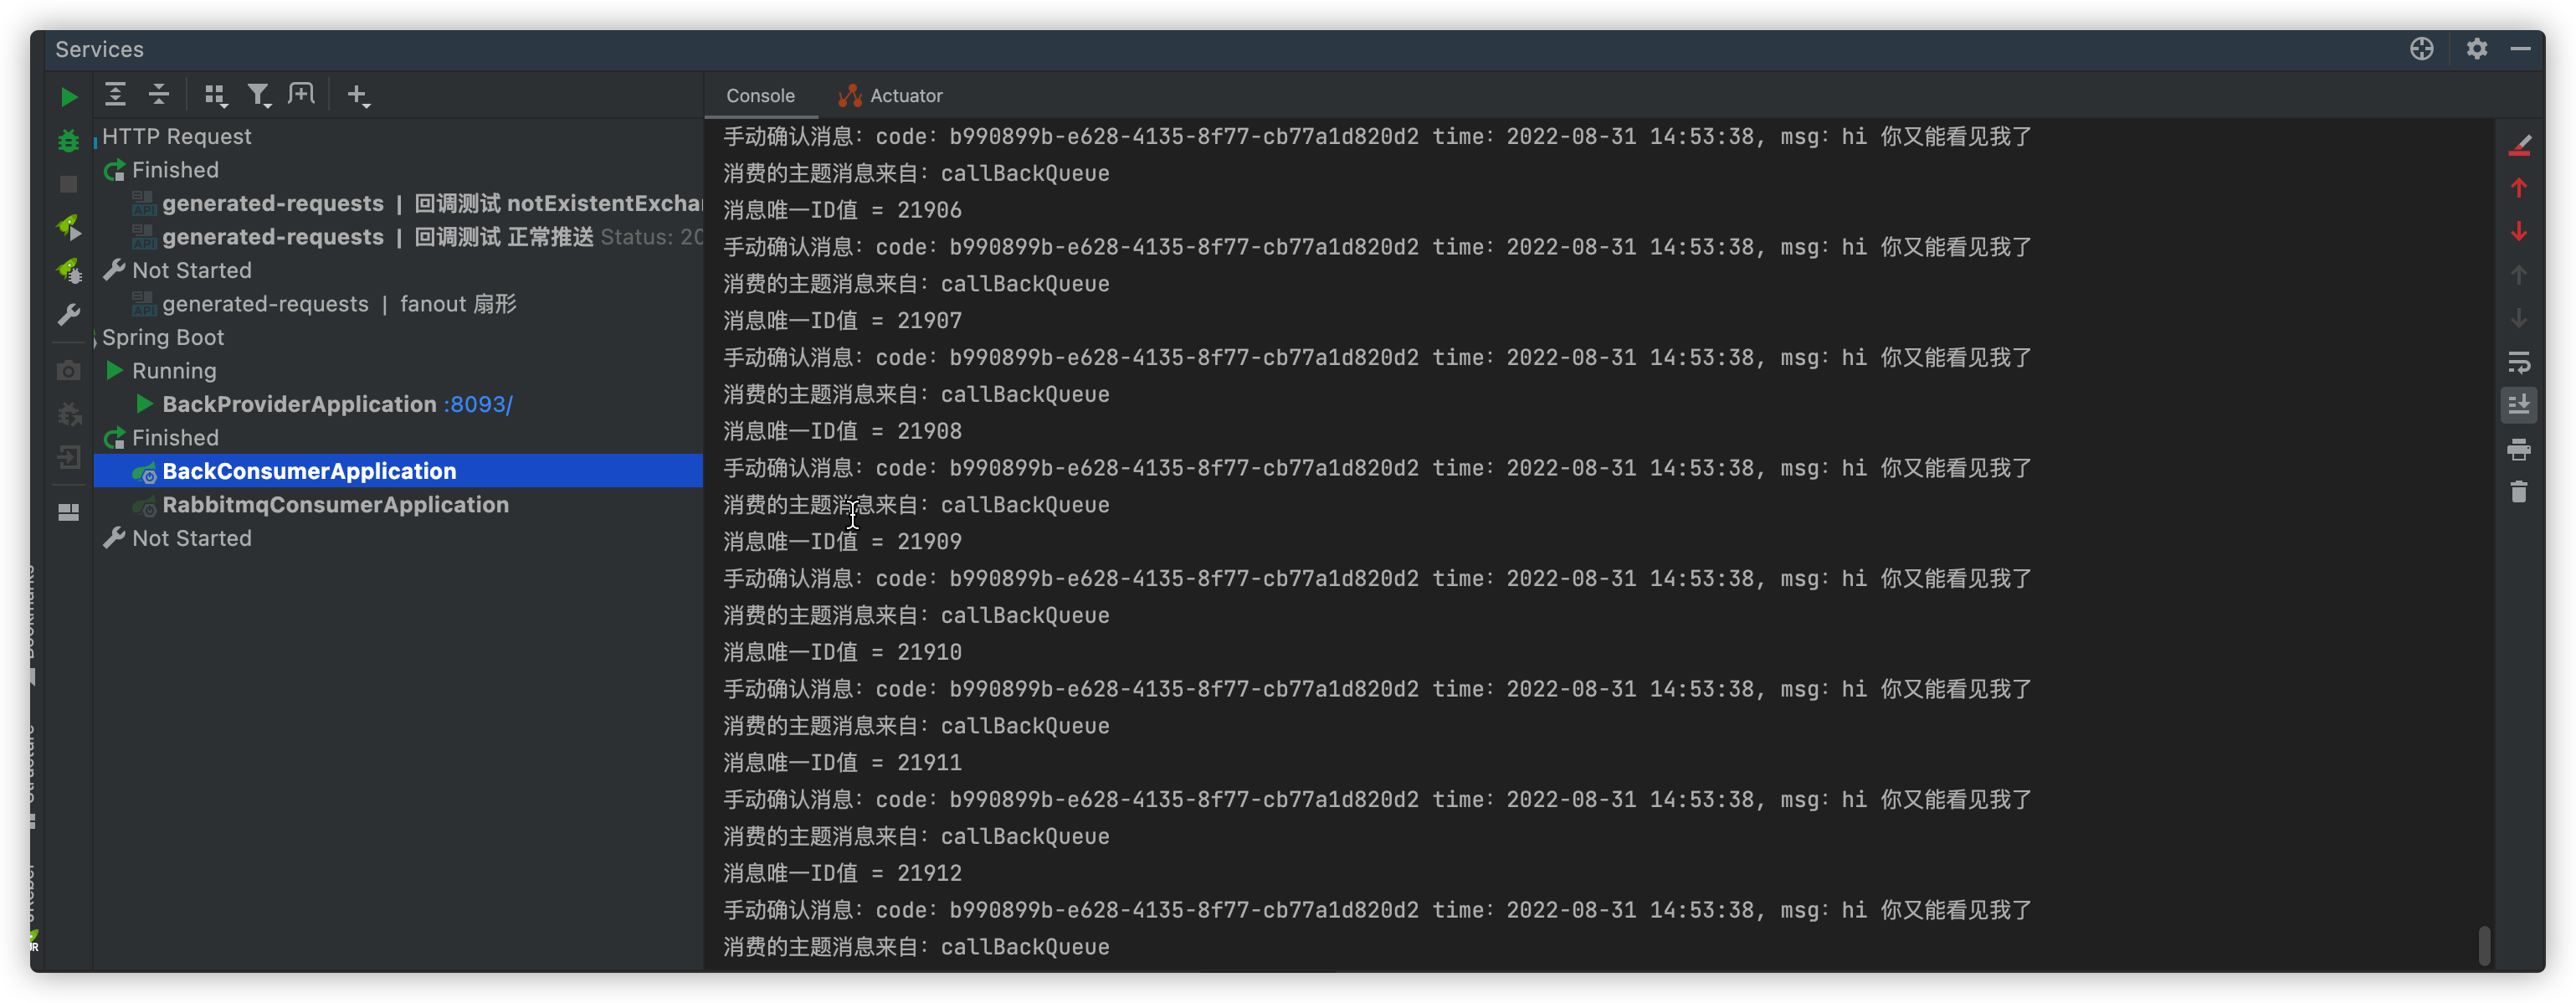 Services
Console
Actuator
HTTP Request
Finished
generated-requests | 回调测试 notExistentExcha
generated-requests | 回调测试 正常推送 Status: 20
Not Started
generated-requests | fanout 扇形
Spring Boot
Running
BackProviderApplication :8093/
Finished
BackConsumerApplication
RabbitmqConsumerApplication
Not Started
手动确认消息: code: b990899b-e628-4135-8f77-cb77a1d820d2 time: 2022-08-31 14:53:38, msg: hi 你又能看见我了
消费的主题消息来自: callBackQueue
消息唯一ID值 = 21906
手动确认消息: code: b990899b-e628-4135-8f77-cb77a1d820d2 time: 2022-08-31 14:53:38, msg: hi 你又能看见我了
消费的主题消息来自: callBackQueue
消息唯一ID值 = 21907
手动确认消息: code: b990899b-e628-4135-8f77-cb77a1d820d2 time: 2022-08-31 14:53:38, msg: hi 你又能看见我了
消费的主题消息来自: callBackQueue
消息唯一ID值 = 21908
手动确认消息: code: b990899b-e628-4135-8f77-cb77a1d820d2 time: 2022-08-31 14:53:38, msg: hi 你又能看见我了
消费的主题消息来自: callBackQueue
消息唯一ID值 = 21909
手动确认消息: code: b990899b-e628-4135-8f77-cb77a1d820d2 time: 2022-08-31 14:53:38, msg: hi 你又能看见我了
消费的主题消息来自: callBackQueue
消息唯一ID值 = 21910
手动确认消息: code: b990899b-e628-4135-8f77-cb77a1d820d2 time: 2022-08-31 14:53:38, msg: hi 你又能看见我了
消费的主题消息来自: callBackQueue
消息唯一ID值 = 21911
手动确认消息: code: b990899b-e628-4135-8f77-cb77a1d820d2 time: 2022-08-31 14:53:38, msg: hi 你又能看见我了
消费的主题消息来自: callBackQueue
消息唯一ID值 = 21912
手动确认消息: code: b990899b-e628-4135-8f77-cb77a1d820d2 time: 2022-08-31 14:53:38, msg: hi 你又能看见我了
消费的主题消息来自: callBackQueue